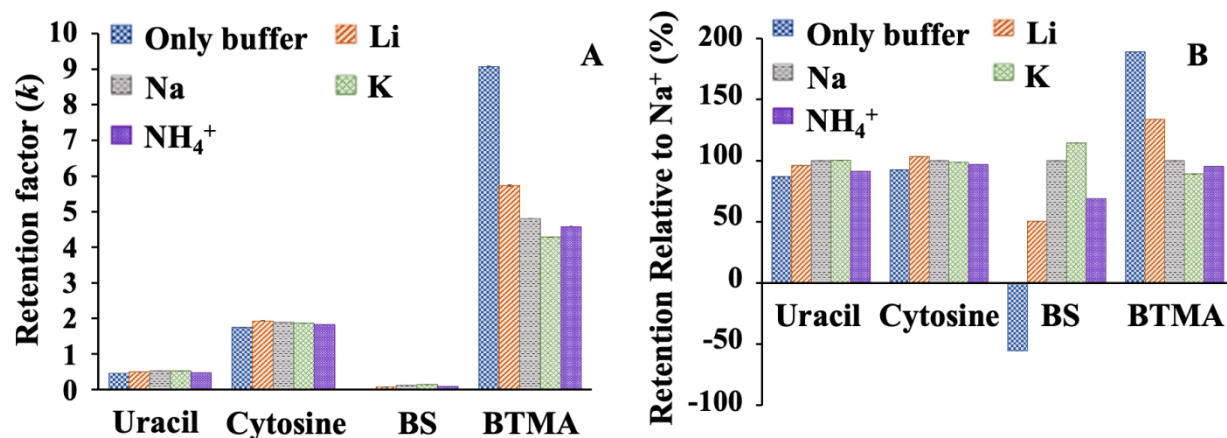 Only buffer
Li
Na
K
NH₄⁺
A
Retention factor (k)
10
9
8
7
6
5
4
3
2
1
0
Uracil
Cytosine
BS
BTMA
Only buffer
Li
Na
K
NH₄⁺
B
Retention Relative to Na⁺ (%)
200
150
100
50
0
-50
-100
Uracil
Cytosine
BS
BTMA